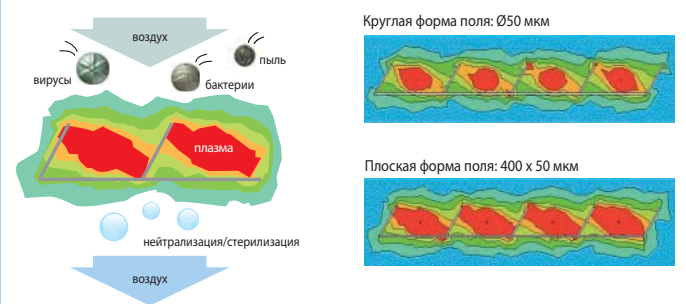 воздух
пыль
вирусы
бактерии
плазма
нейтрализация/стерилизация
воздух
Круглая форма поля: Ø50 мкм
Плоская форма поля: 400 x 50 мкм